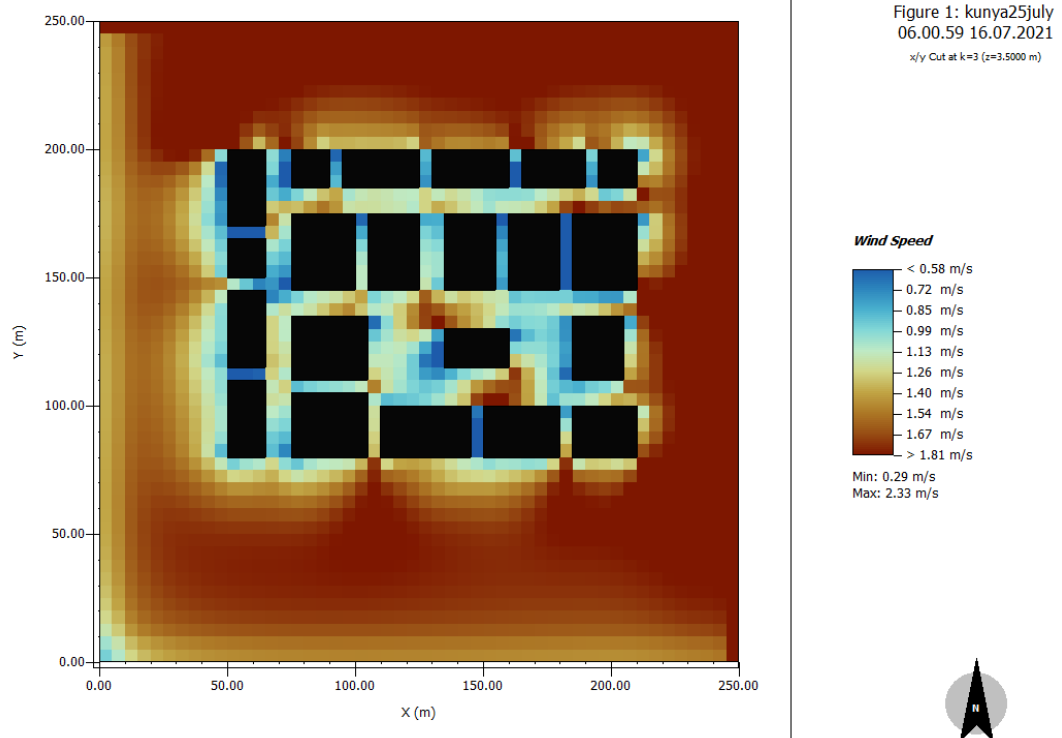 Figure 1: kunya25july
06.00.59 16.07.2021
x/y Cut at k=3 (z=3.5000 m)
250.00
200.00
150.00
100.00
50.00
0.00
Y (m)
0.00 50.00 100.00 150.00 200.00 250.00
X (m)
Wind Speed
< 0.58 m/s
0.72 m/s
0.85 m/s
0.99 m/s
1.13 m/s
1.26 m/s
1.40 m/s
1.54 m/s
1.67 m/s
> 1.81 m/s
Min: 0.29 m/s
Max: 2.33 m/s
N